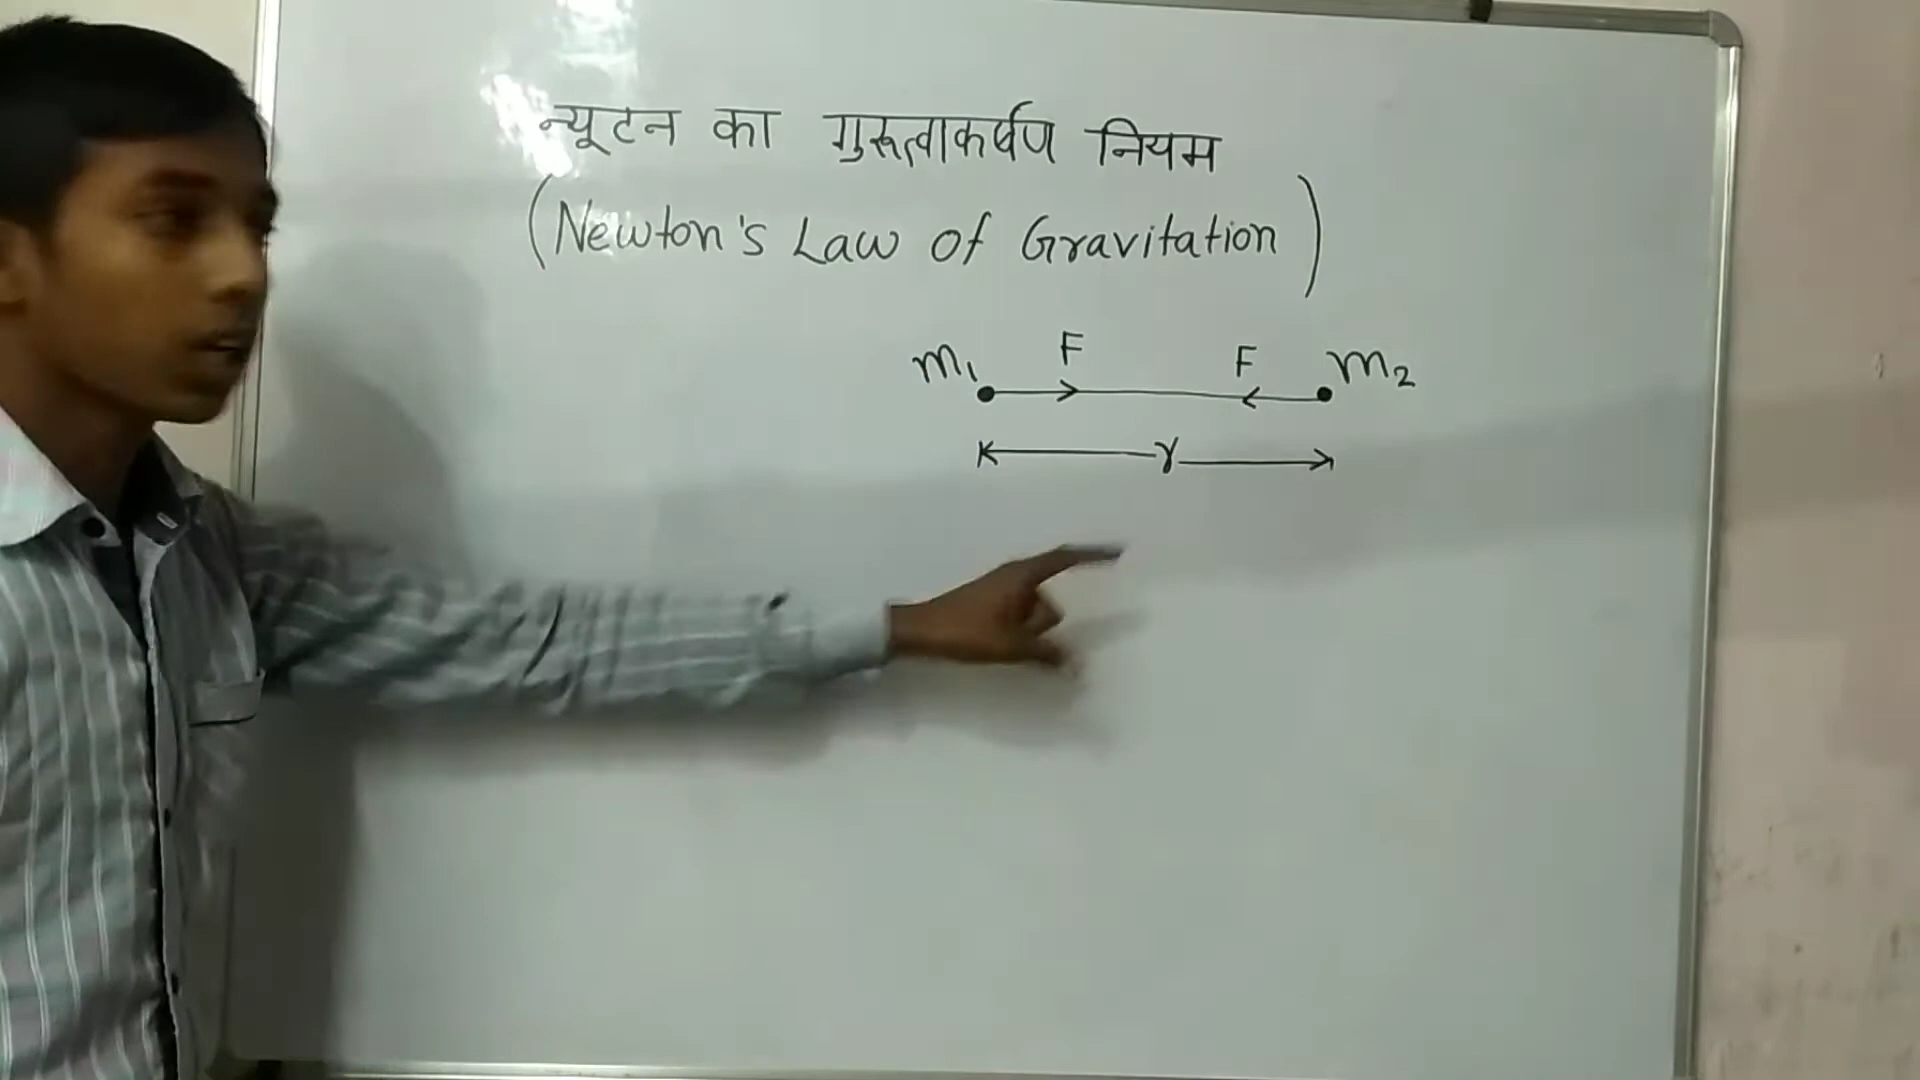 न्यूटन का गुरूत्वाकर्षण नियम
(Newton's Law of Gravitation)
m₁ F F m₂
r